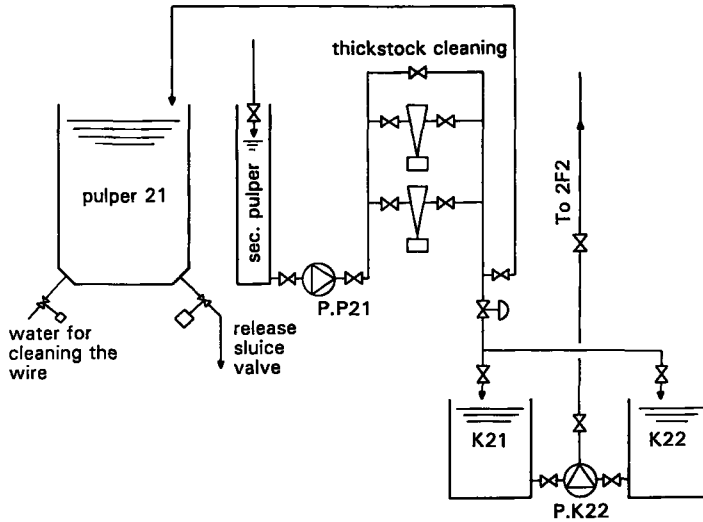 thickstock cleaning
pulper 21
sec. pulper
To 2F2
P.P21
water for
cleaning the
wire
release
sluice
valve
K21
K22
P.K22